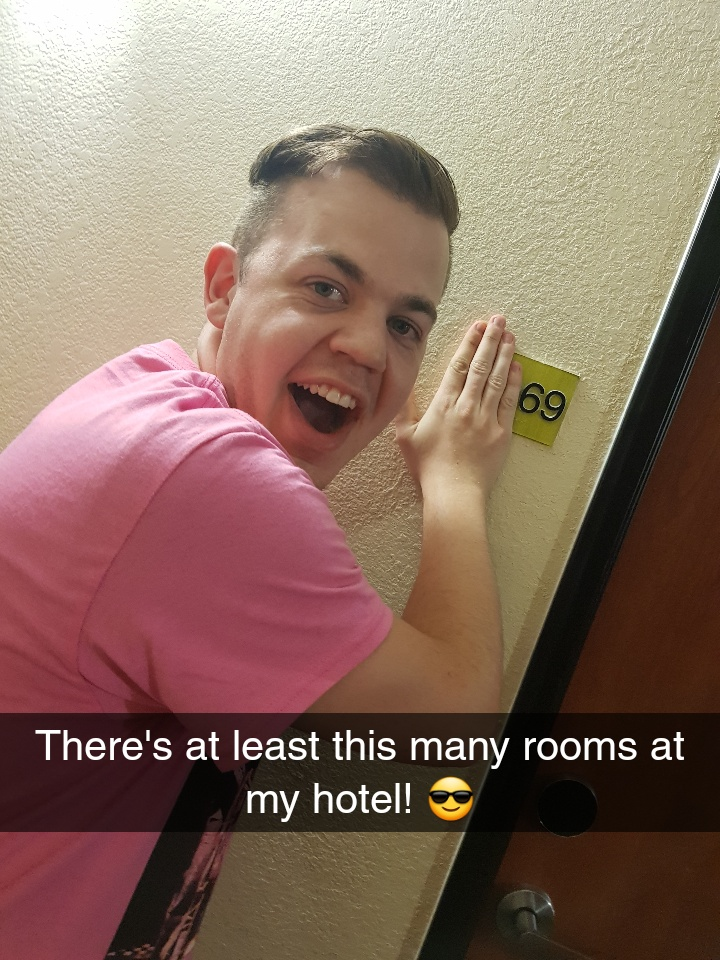 69
There's at least this many rooms at
my hotel! 😎